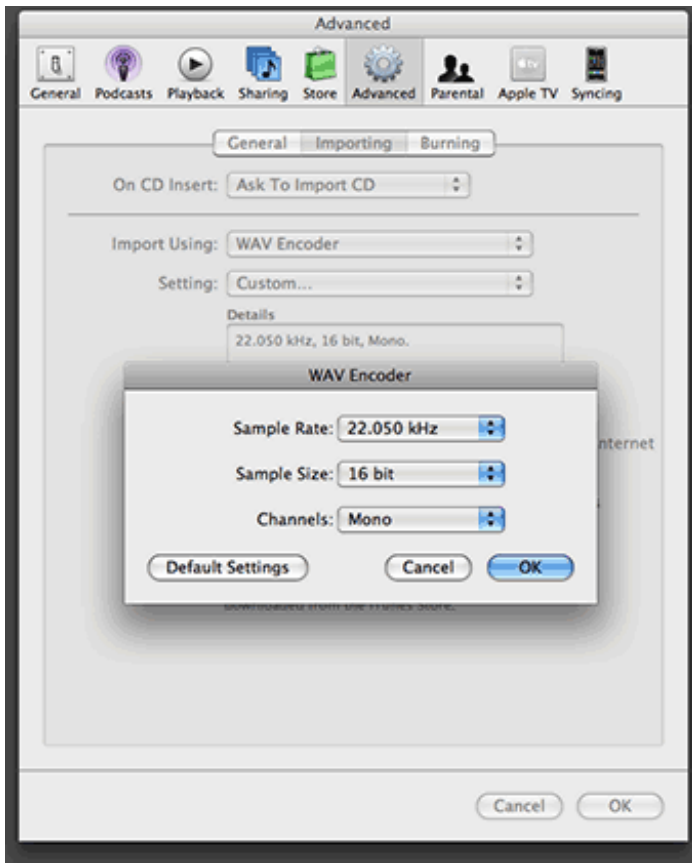 Advanced
General Podcasts Playback Sharing Store Advanced Parental Apple TV Syncing
General Importing Burning
On CD Insert: Ask To Import CD
Import Using: WAV Encoder
Setting: Custom...
Details
22.050 kHz, 16 bit, Mono.
WAV Encoder
Sample Rate: 22.050 kHz
nternet
Sample Size: 16 bit
Channels: Mono
Default Settings Cancel OK
downloaded from the iTunes Store.
Cancel OK